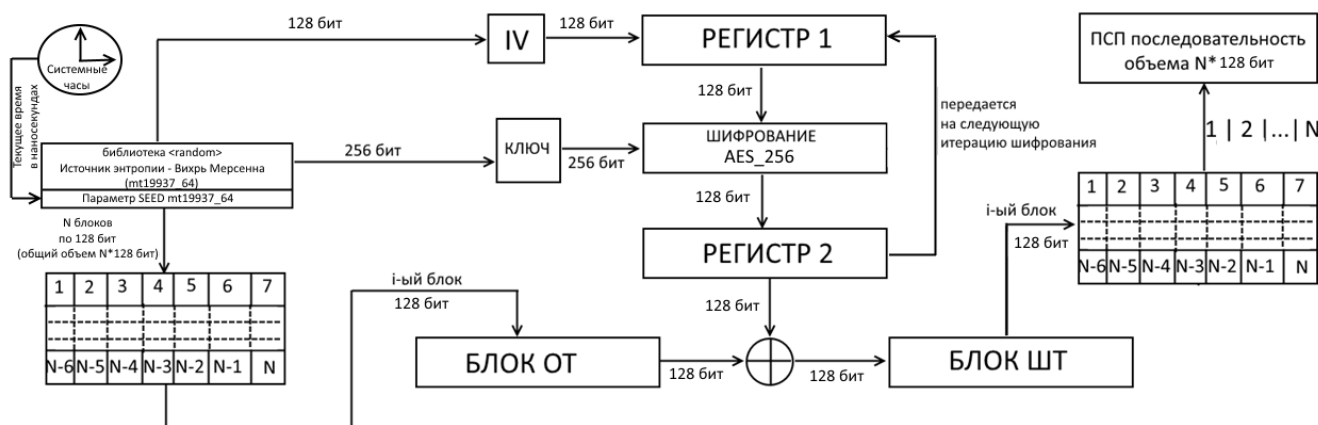 128 бит
IV
128 бит
РЕГИСТР 1
ПСП последовательность
объема N* 128 бит
Системные
часы
Текущее время
в наносекундах
128 бит
передается
на следующую
итерацию шифрования
1 | 2 |...| N
библиотека <random>
Источник энтропии - Вихрь Мерсенна
(mt19937_64)
Параметр SEED mt19937_64
256 бит
КЛЮЧ
256 бит
ШИФРОВАНИЕ
AES_256
128 бит
N блоков
по 128 бит
(общий объем N*128 бит)
РЕГИСТР 2
i-ый блок
128 бит
1 2 3 4 5 6 7
N-6 N-5 N-4 N-3 N-2 N-1 N
1 2 3 4 5 6 7
N-6 N-5 N-4 N-3 N-2 N-1 N
i-ый блок
128 бит
128 бит
БЛОК ОТ
128 бит
128 бит
БЛОК ШТ